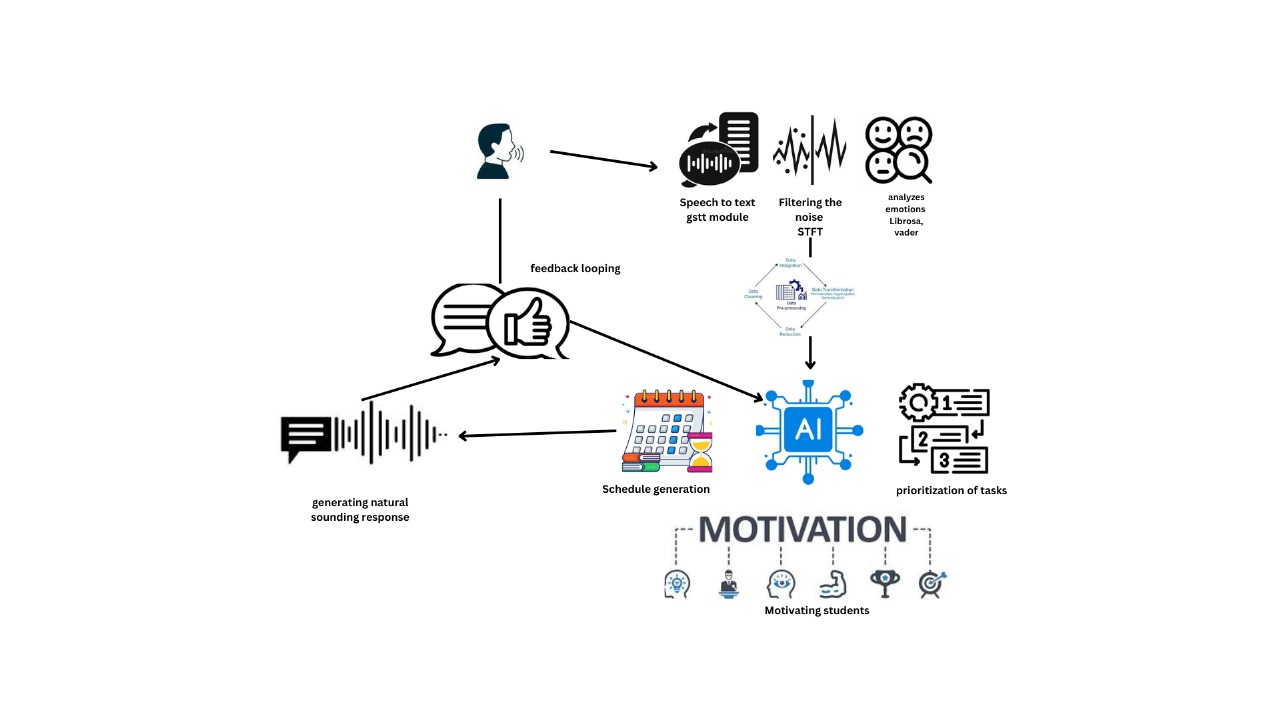 Speech to text
gstt module
Filtering the
noise
STFT
analyzes
emotions
Librosa,
vader
feedback looping
Data
Integration
Data
Cleaning
Data
Pre-processing
Data Transformation
Data
Reduction
AI
1
2
3
Schedule generation
prioritization of tasks
generating natural
sounding response
MOTIVATION
Motivating students